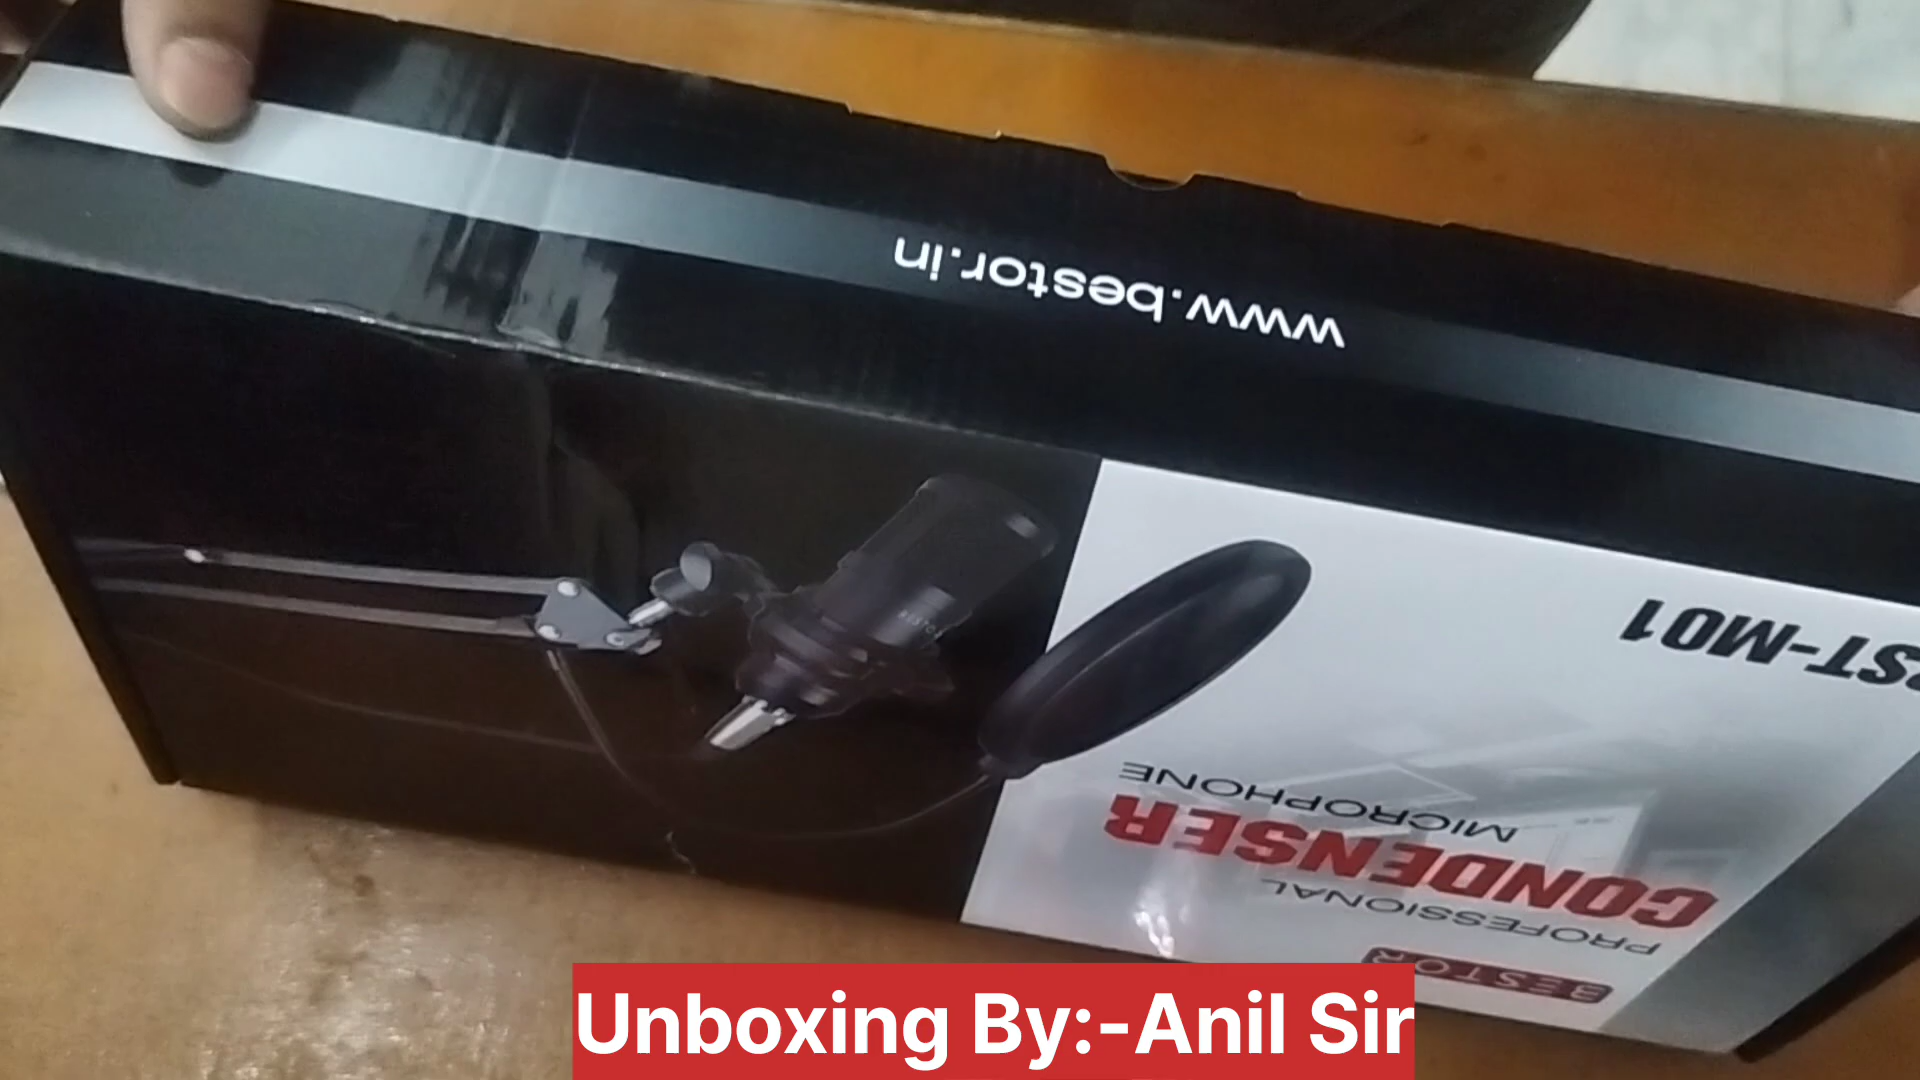 www.bestor.in
BESTOR
PROFESSIONAL
CONDENSER
MICROPHONE
ST-M01
Unboxing By:-Anil Sir